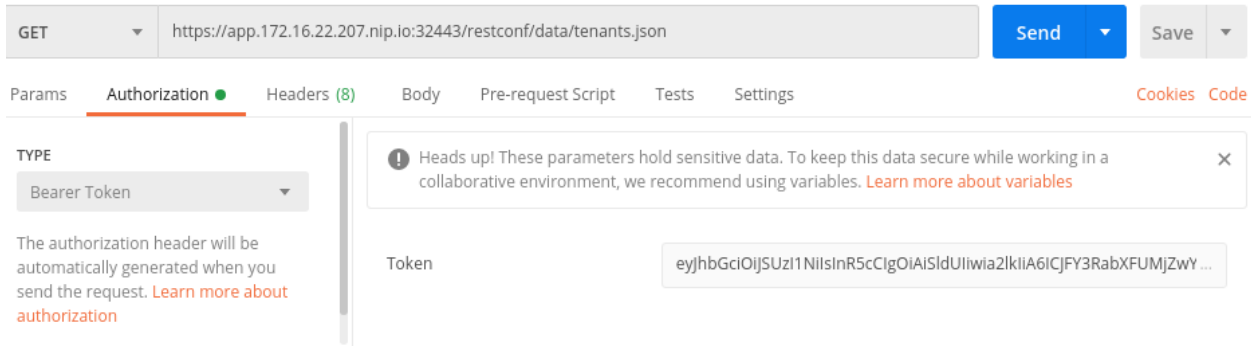 GET https://app.172.16.22.207.nip.io:32443/restconf/data/tenants.json Send Save
Params Authorization Headers (8) Body Pre-request Script Tests Settings Cookies Code
TYPE
Bearer Token
The authorization header will be
automatically generated when you
send the request. Learn more about
authorization
Heads up! These parameters hold sensitive data. To keep this data secure while working in a
collaborative environment, we recommend using variables. Learn more about variables
Token eyJhbGciOiJSUzI1NiIsInR5cCIgOiAiSldUIiwia2lkIiA6ICJFY3RabXFUMjZwY ...